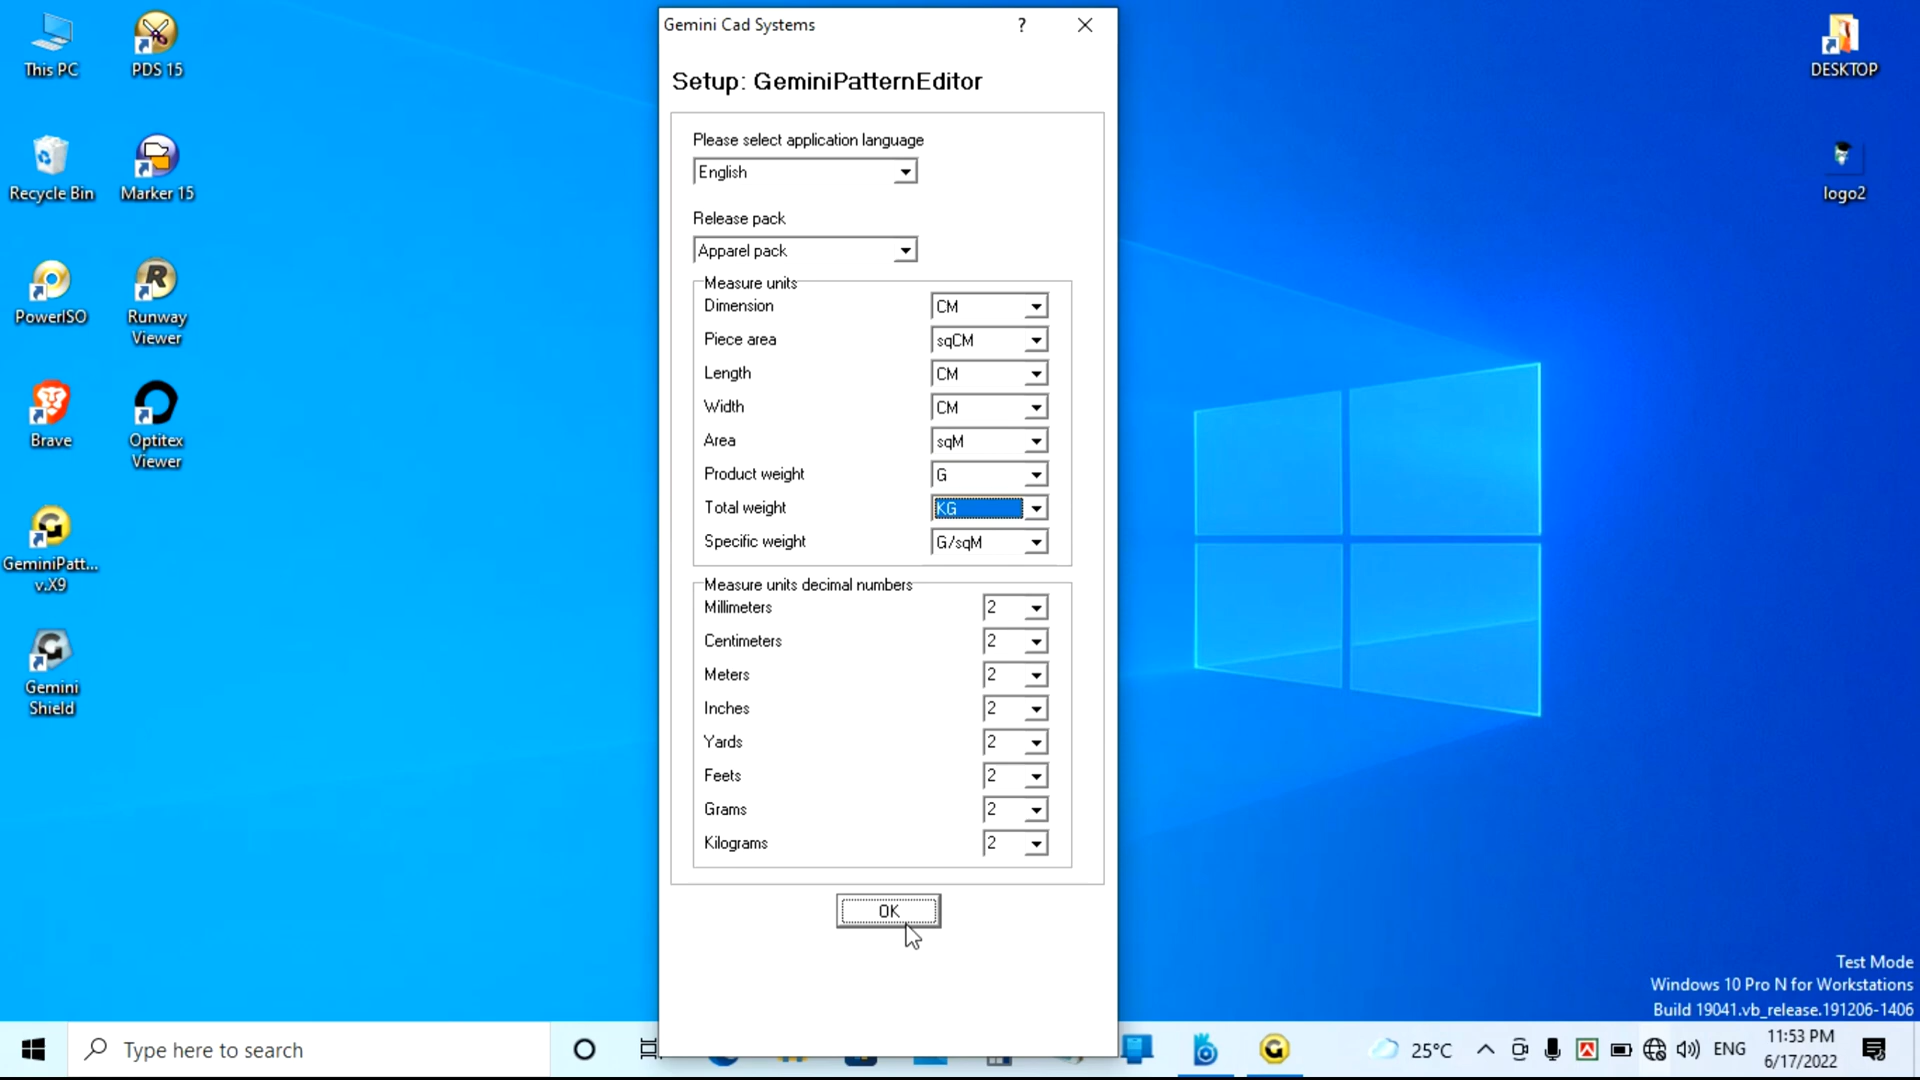 This PC
PDS 15
Recycle Bin
Marker 15
PowerISO
Runway
Viewer
Brave
Optitex
Viewer
GeminiPatt...
v.X9
Gemini
Shield
Gemini Cad Systems
?
Setup: GeminiPatternEditor
Please select application language
English
Release pack
Apparel pack
Measure units
Dimension CM
Piece area sqCM
Length CM
Width CM
Area sqM
Product weight G
Total weight KG
Specific weight G/sqM
Measure units decimal numbers
Millimeters 2
Centimeters 2
Meters 2
Inches 2
Yards 2
Feets 2
Grams 2
Kilograms 2
OK
DESKTOP
logo2
Test Mode
Windows 10 Pro N for Workstations
Build 19041.vb_release.191206-1406
Type here to search
25°C
ENG
11:53 PM
6/17/2022